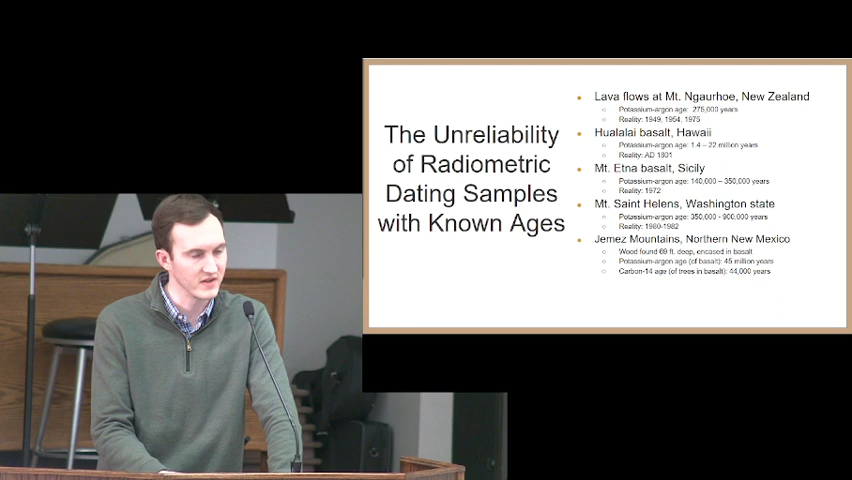 The Unreliability
of Radiometric
Dating Samples
with Known Ages
Lava flows at Mt. Ngaurhoe, New Zealand
Potassium-argon age: 275,000 years
Reality: 1949, 1954, 1975
Hualalai basalt, Hawaii
Potassium-argon age: 1.4 – 22 million years
Reality: AD 1801
Mt. Etna basalt, Sicily
Potassium-argon age: 140,000 – 350,000 years
Reality: 1972
Mt. Saint Helens, Washington state
Potassium-argon age: 350,000 - 900,000 years
Reality: 1980-1982
Jemez Mountains, Northern New Mexico
Wood found 69 ft. deep, encased in basalt
Potassium-argon age (of basalt): 45 million years
Carbon-14 age (of trees in basalt): 44,000 years